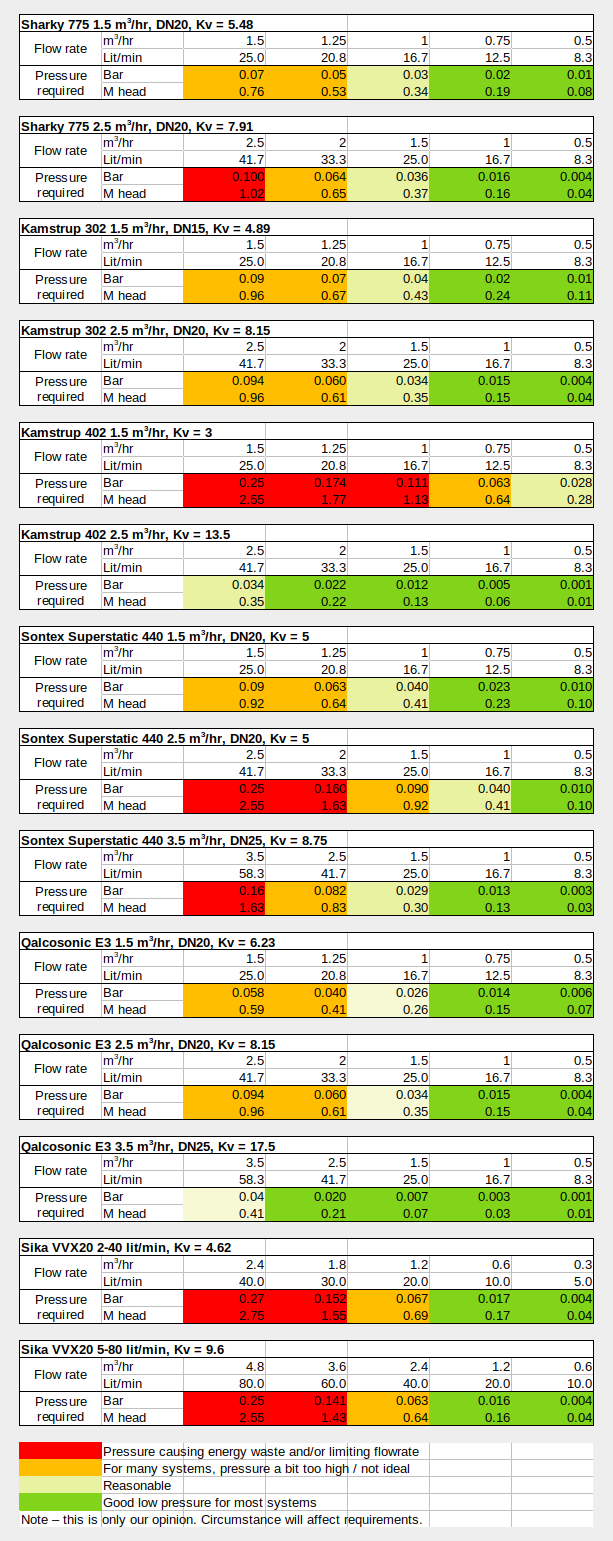 Sharky 775 1.5 m³/hr, DN20, Kv = 5.48
Flow rate m³/hr 1.5 1.25 1 0.75 0.5
Lit/min 25.0 20.8 16.7 12.5 8.3
Pressure required Bar 0.07 0.05 0.03 0.02 0.01
M head 0.76 0.53 0.34 0.19 0.08
Sharky 775 2.5 m³/hr, DN20, Kv = 7.91
Flow rate m³/hr 2.5 2 1.5 1 0.5
Lit/min 41.7 33.3 25.0 16.7 8.3
Pressure required Bar 0.100 0.064 0.036 0.016 0.004
M head 1.02 0.65 0.37 0.16 0.04
Kamstrup 302 1.5 m³/hr, DN15, Kv = 4.89
Flow rate m³/hr 1.5 1.25 1 0.75 0.5
Lit/min 25.0 20.8 16.7 12.5 8.3
Pressure required Bar 0.09 0.07 0.04 0.02 0.01
M head 0.96 0.67 0.43 0.24 0.11
Kamstrup 302 2.5 m³/hr, DN20, Kv = 8.15
Flow rate m³/hr 2.5 2 1.5 1 0.5
Lit/min 41.7 33.3 25.0 16.7 8.3
Pressure required Bar 0.094 0.060 0.034 0.015 0.004
M head 0.96 0.61 0.35 0.15 0.04
Kamstrup 402 1.5 m³/hr, Kv = 3
Flow rate m³/hr 1.5 1.25 1 0.75 0.5
Lit/min 25.0 20.8 16.7 12.5 8.3
Pressure required Bar 0.25 0.174 0.111 0.063 0.028
M head 2.55 1.77 1.13 0.64 0.28
Kamstrup 402 2.5 m³/hr, Kv = 13.5
Flow rate m³/hr 2.5 2 1.5 1 0.5
Lit/min 41.7 33.3 25.0 16.7 8.3
Pressure required Bar 0.034 0.022 0.012 0.005 0.001
M head 0.35 0.22 0.13 0.06 0.01
Sontex Superstatic 440 1.5 m³/hr, DN20, Kv = 5
Flow rate m³/hr 1.5 1.25 1 0.75 0.5
Lit/min 25.0 20.8 16.7 12.5 8.3
Pressure required Bar 0.09 0.063 0.040 0.023 0.010
M head 0.92 0.64 0.41 0.23 0.10
Sontex Superstatic 440 2.5 m³/hr, DN20, Kv = 5
Flow rate m³/hr 2.5 2 1.5 1 0.5
Lit/min 41.7 33.3 25.0 16.7 8.3
Pressure required Bar 0.25 0.160 0.090 0.040 0.010
M head 2.55 1.63 0.92 0.41 0.10
Sontex Superstatic 440 3.5 m³/hr, DN25, Kv = 8.75
Flow rate m³/hr 3.5 2.5 1.5 1 0.5
Lit/min 58.3 41.7 25.0 16.7 8.3
Pressure required Bar 0.16 0.082 0.029 0.013 0.003
M head 1.63 0.83 0.30 0.13 0.03
Qalcosonic E3 1.5 m³/hr, DN20, Kv = 6.23
Flow rate m³/hr 1.5 1.25 1 0.75 0.5
Lit/min 25.0 20.8 16.7 12.5 8.3
Pressure required Bar 0.058 0.040 0.026 0.014 0.006
M head 0.59 0.41 0.26 0.15 0.07
Qalcosonic E3 2.5 m³/hr, DN20, Kv = 8.15
Flow rate m³/hr 2.5 2 1.5 1 0.5
Lit/min 41.7 33.3 25.0 16.7 8.3
Pressure required Bar 0.094 0.060 0.034 0.015 0.004
M head 0.96 0.61 0.35 0.15 0.04
Qalcosonic E3 3.5 m³/hr, DN25, Kv = 17.5
Flow rate m³/hr 3.5 2.5 1.5 1 0.5
Lit/min 58.3 41.7 25.0 16.7 8.3
Pressure required Bar 0.04 0.020 0.007 0.003 0.001
M head 0.41 0.21 0.07 0.03 0.01
Sika VVX20 2-40 lit/min, Kv = 4.62
Flow rate m³/hr 2.4 1.8 1.2 0.6 0.3
Lit/min 40.0 30.0 20.0 10.0 5.0
Pressure required Bar 0.27 0.152 0.067 0.017 0.004
M head 2.75 1.55 0.69 0.17 0.04
Sika VVX20 5-80 lit/min, Kv = 9.6
Flow rate m³/hr 4.8 3.6 2.4 1.2 0.6
Lit/min 80.0 60.0 40.0 20.0 10.0
Pressure required Bar 0.25 0.141 0.063 0.016 0.004
M head 2.55 1.43 0.64 0.16 0.04
Pressure causing energy waste and/or limiting flowrate
For many systems, pressure a bit too high / not ideal
Reasonable
Good low pressure for most systems
Note – this is only our opinion. Circumstance will affect requirements.